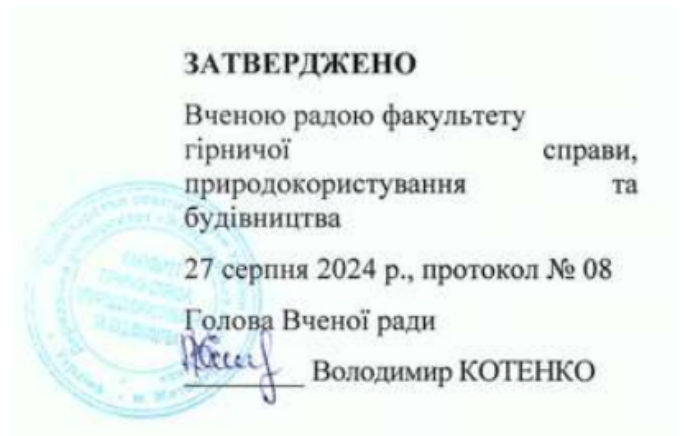 ЗАТВЕРДЖЕНО
Вченою радою факультету
гірничої справи,
природокористування та
будівництва
27 серпня 2024 р., протокол № 08
Голова Вченої ради
Володимир КОТЕНКО